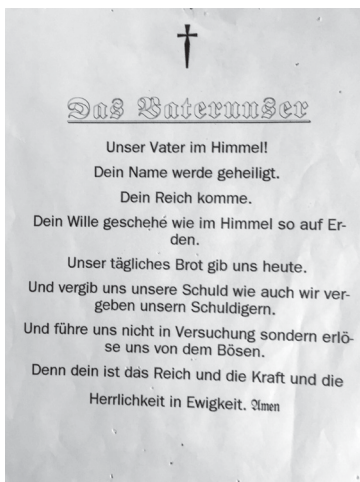 Das Vaterunser
Unser Vater im Himmel!
Dein Name werde geheiligt.
Dein Reich komme.
Dein Wille geschehe wie im Himmel so auf Er-
den.
Unser tägliches Brot gib uns heute.
Und vergib uns unsere Schuld wie auch wir ver-
geben unsern Schuldigern.
Und führe uns nicht in Versuchung sondern erlö-
se uns von dem Bösen.
Denn dein ist das Reich und die Kraft und die
Herrlichkeit in Ewigkeit. Amen